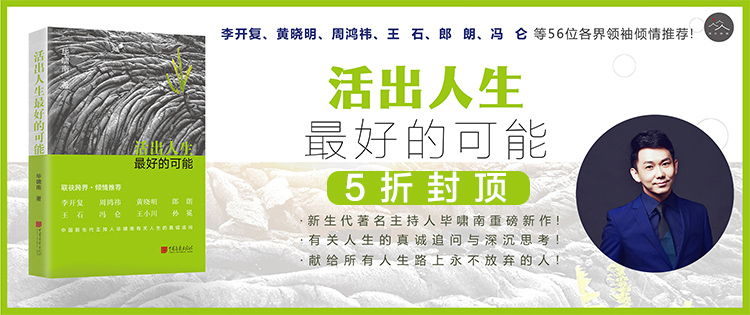 李开复、黄晓明、周鸿祎、王 石、郎 朗、冯 仑 等56位各界领袖倾情推荐!
活出人生
最好的可能
5折封顶
·新生代著名主持人毕啸南重磅新作!
·有关人生的真诚追问与深沉思考!
·献给所有人生路上永不放弃的人!
毕啸南 著
活出人生
最好的可能
联袂跨界·倾情推荐
李开复 周鸿祎 黄晓明 郎 朗
王 石 冯 仑 王小川 孙 冕
活出人生最好的可能
毕啸南 著